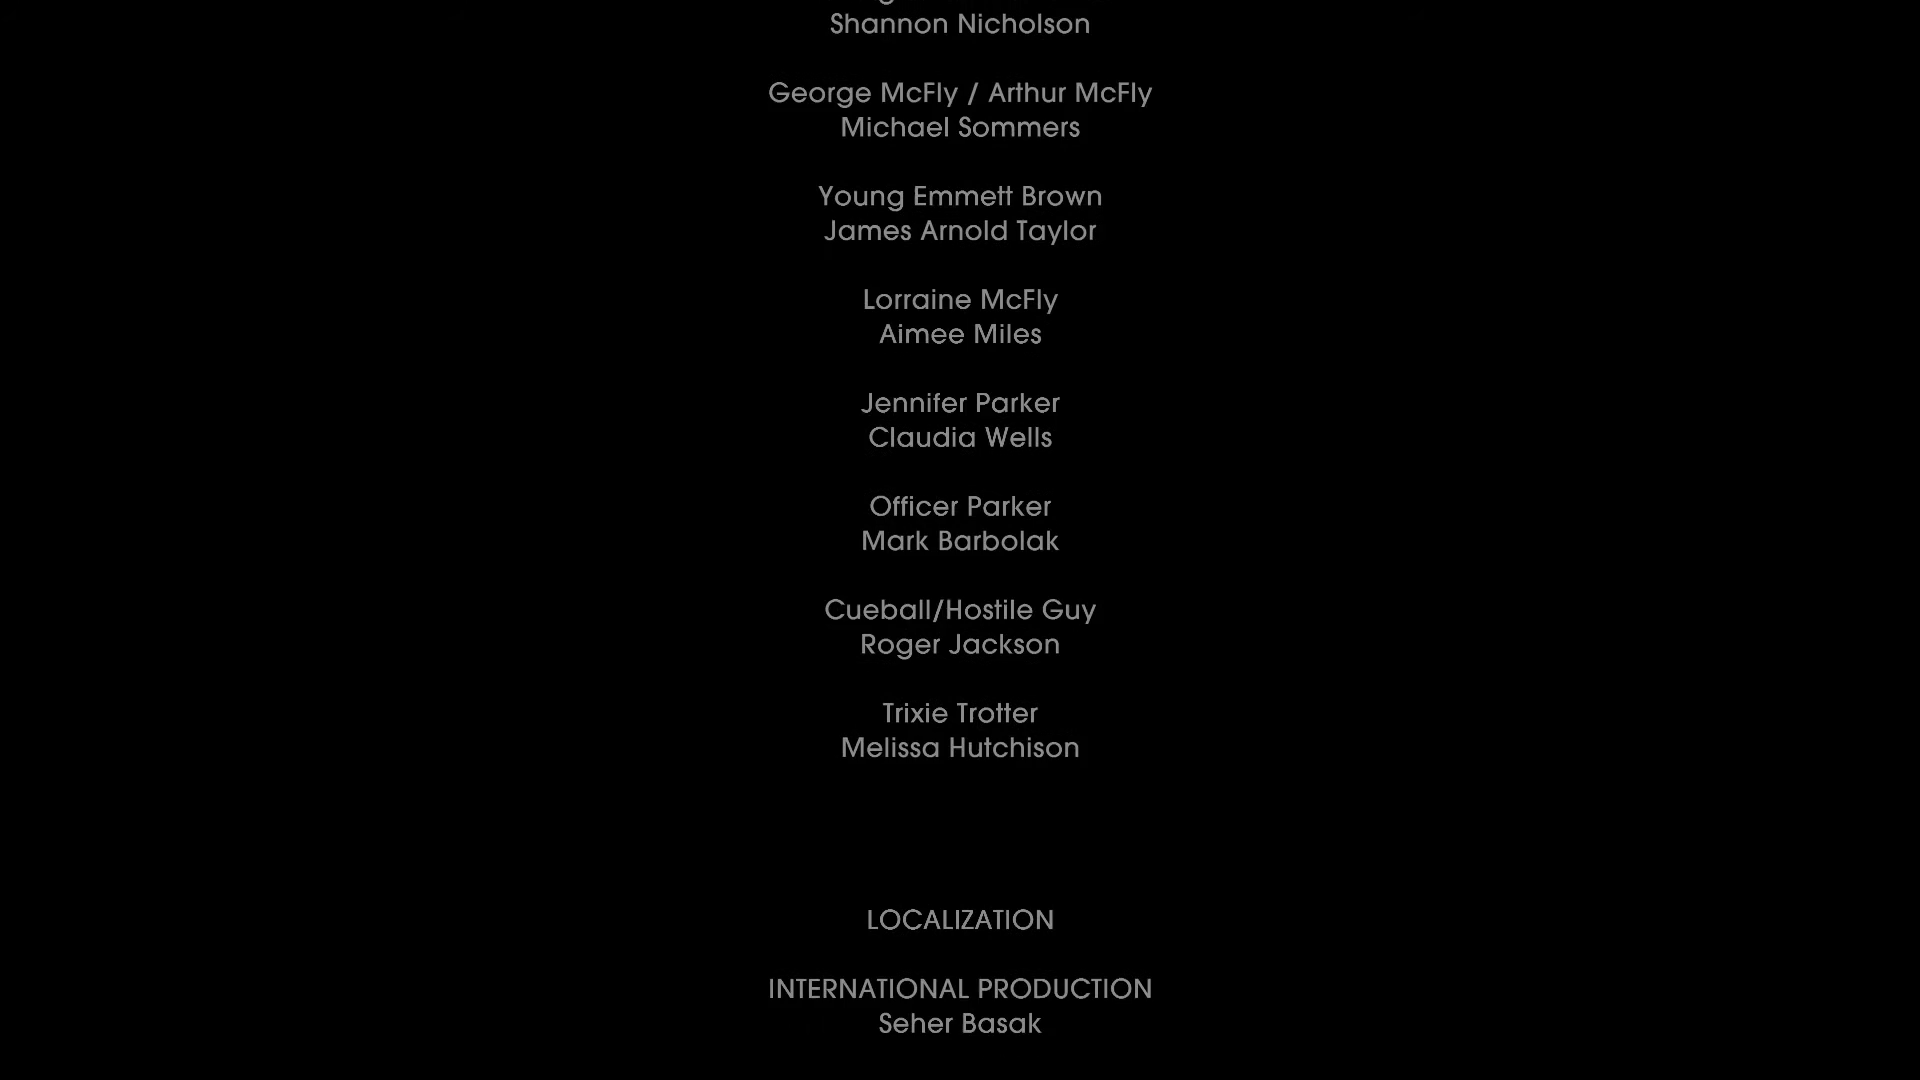 Shannon Nicholson
George McFly / Arthur McFly
Michael Sommers
Young Emmett Brown
James Arnold Taylor
Lorraine McFly
Aimee Miles
Jennifer Parker
Claudia Wells
Officer Parker
Mark Barbolak
Cueball/Hostile Guy
Roger Jackson
Trixie Trotter
Melissa Hutchison
LOCALIZATION
INTERNATIONAL PRODUCTION
Seher Basak